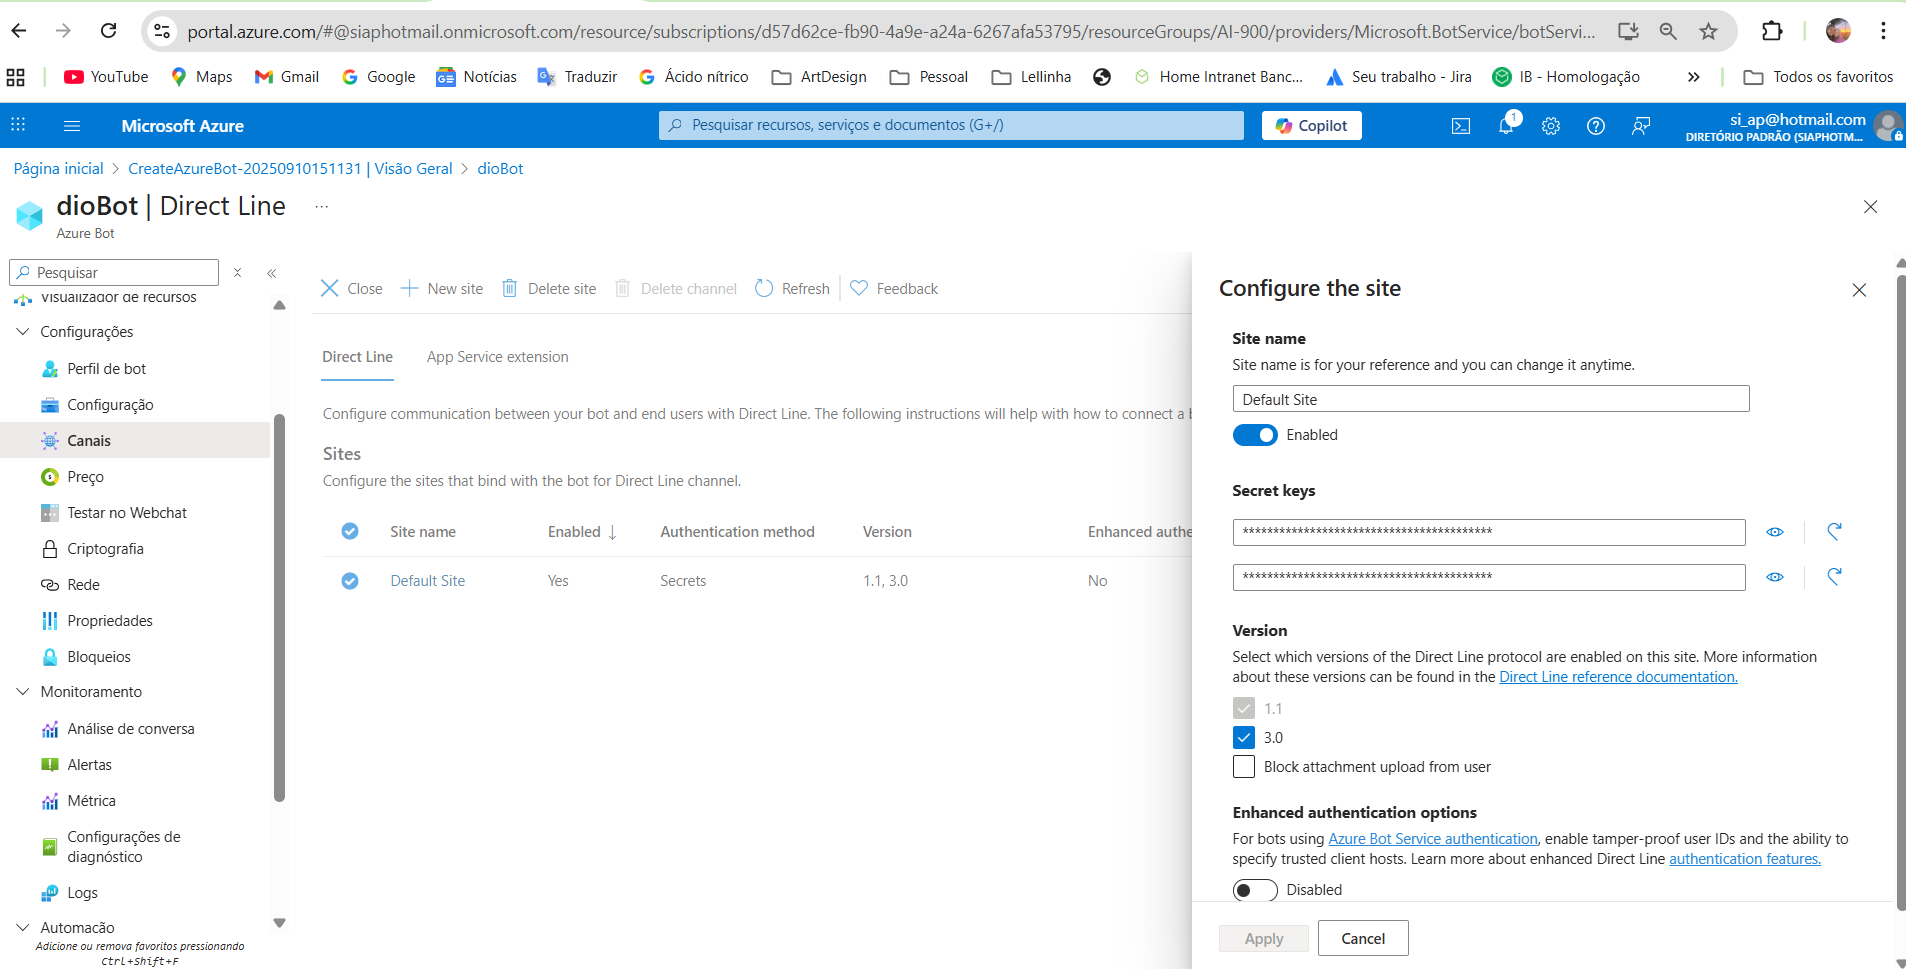 portal.azure.com/#@siaphotmail.onmicrosoft.com/resource/subscriptions/d57d62ce-fb90-4a9e-a24a-6267afa53795/resourceGroups/AI-900/providers/Microsoft.BotService/botServi...
YouTube Maps Gmail Google Notícias Traduzir Ácido nítrico ArtDesign Pessoal Lellinha Home Intranet Banc... Seu trabalho - Jira IB - Homologação Todos os favoritos
Microsoft Azure
Pesquisar recursos, serviços e documentos (G+/)
Copilot
1
si_ap@hotmail.com
DIRETÓRIO PADRÃO (SIAPHOTM...
Página inicial > CreateAzureBot-20250910151131 | Visão Geral > dioBot
dioBot | Direct Line ...
Azure Bot
Pesquisar
Visualizador de recursos
Configurações
Perfil de bot
Configuração
Canais
Preço
Testar no Webchat
Criptografia
Rede
Propriedades
Bloqueios
Monitoramento
Análise de conversa
Alertas
Métrica
Configurações de
diagnóstico
Logs
Automação
Adicione ou remova favoritos pressionando
Ctrl+Shift+F
Close New site Delete site Delete channel Refresh Feedback
Direct Line App Service extension
Configure communication between your bot and end users with Direct Line. The following instructions will help with how to connect a b
Sites
Configure the sites that bind with the bot for Direct Line channel.
Site name Enabled ↓ Authentication method Version Enhanced authe
Default Site Yes Secrets 1.1, 3.0 No
Configure the site
Site name
Site name is for your reference and you can change it anytime.
Default Site
Enabled
Secret keys
*****************************************
*****************************************
Version
Select which versions of the Direct Line protocol are enabled on this site. More information
about these versions can be found in the Direct Line reference documentation.
1.1
3.0
Block attachment upload from user
Enhanced authentication options
For bots using Azure Bot Service authentication, enable tamper-proof user IDs and the ability to
specify trusted client hosts. Learn more about enhanced Direct Line authentication features.
Disabled
Apply Cancel